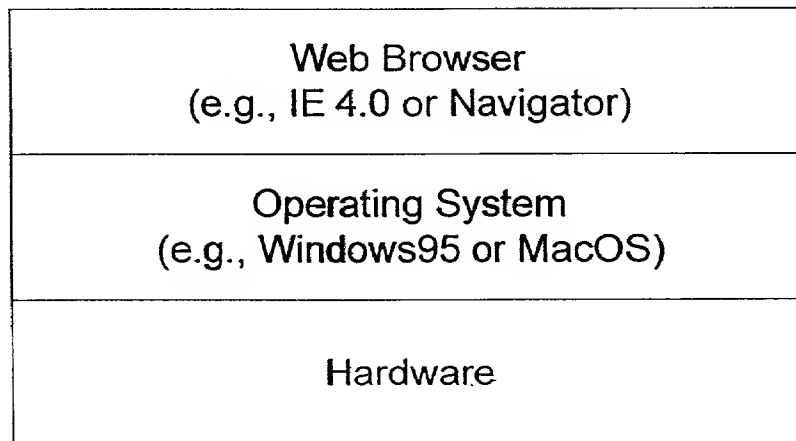 Web Browser
(e.g., IE 4.0 or Navigator)
Operating System
(e.g., Windows95 or MacOS)
Hardware